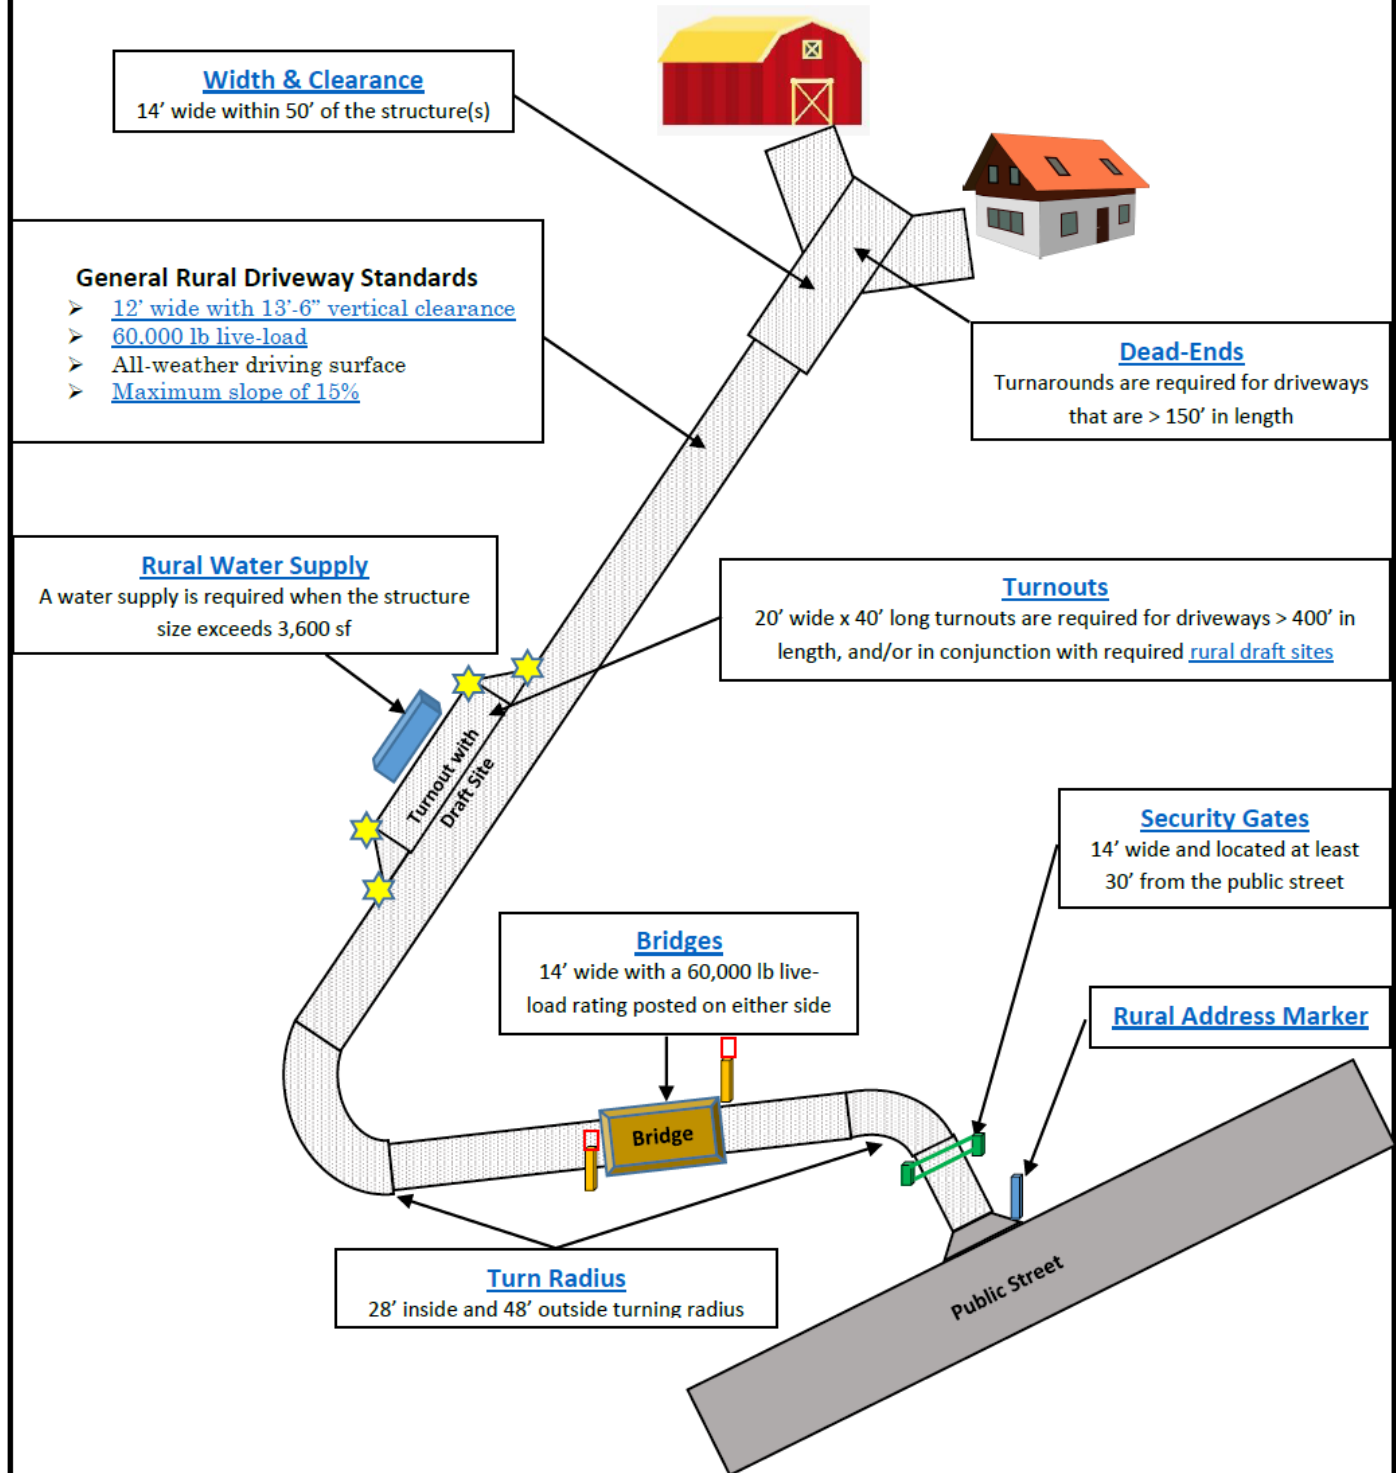 Width & Clearance
14’ wide within 50’ of the structure(s)
General Rural Driveway Standards
➢ 12’ wide with 13’-6” vertical clearance
➢ 60,000 lb live-load
➢ All-weather driving surface
➢ Maximum slope of 15%
Dead-Ends
Turnarounds are required for driveways
that are > 150’ in length
Rural Water Supply
A water supply is required when the structure
size exceeds 3,600 sf
Turnouts
20’ wide x 40’ long turnouts are required for driveways > 400’ in
length, and/or in conjunction with required rural draft sites
Turnout with
Draft Site
Security Gates
14’ wide and located at least
30’ from the public street
Bridges
14’ wide with a 60,000 lb live-
load rating posted on either side
Rural Address Marker
Bridge
Turn Radius
28’ inside and 48’ outside turning radius
Public Street